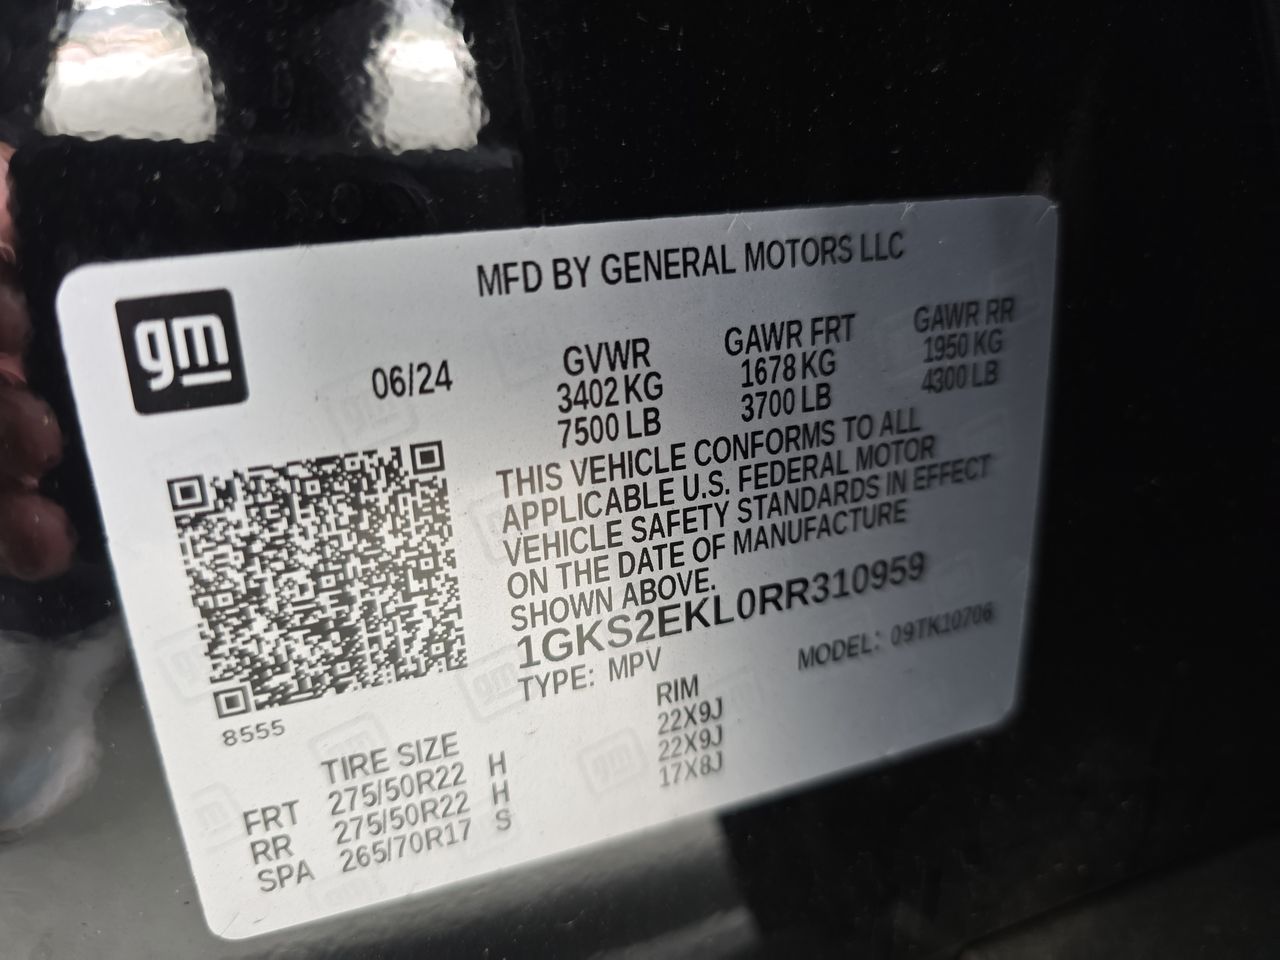 MFD BY GENERAL MOTORS LLC
gm
06/24
GVWR GAWR FRT GAWR RR
3402 KG 1678 KG 1950 KG
7500 LB 3700 LB 4300 LB
THIS VEHICLE CONFORMS TO ALL
APPLICABLE U.S. FEDERAL MOTOR
VEHICLE SAFETY STANDARDS IN EFFECT
ON THE DATE OF MANUFACTURE
SHOWN ABOVE.
1GKS2EKL0RR310959
TYPE: MPV MODEL: 09TK10706
8555
TIRE SIZE RIM
FRT 275/50R22 H 22X9J
RR 275/50R22 H 22X9J
SPA 265/70R17 S 17X8J